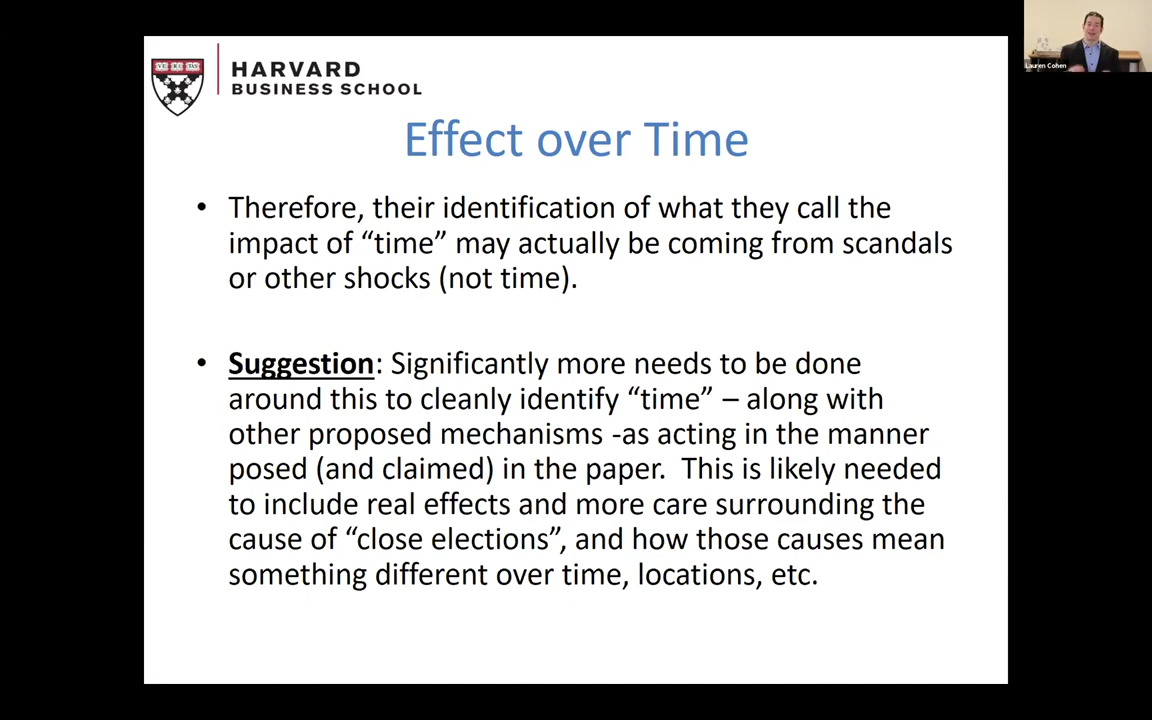 HARVARD
BUSINESS SCHOOL
Lauren Cohen
Effect over Time
• Therefore, their identification of what they call the
impact of “time” may actually be coming from scandals
or other shocks (not time).
• Suggestion: Significantly more needs to be done
around this to cleanly identify “time” – along with
other proposed mechanisms -as acting in the manner
posed (and claimed) in the paper.  This is likely needed
to include real effects and more care surrounding the
cause of “close elections”, and how those causes mean
something different over time, locations, etc.